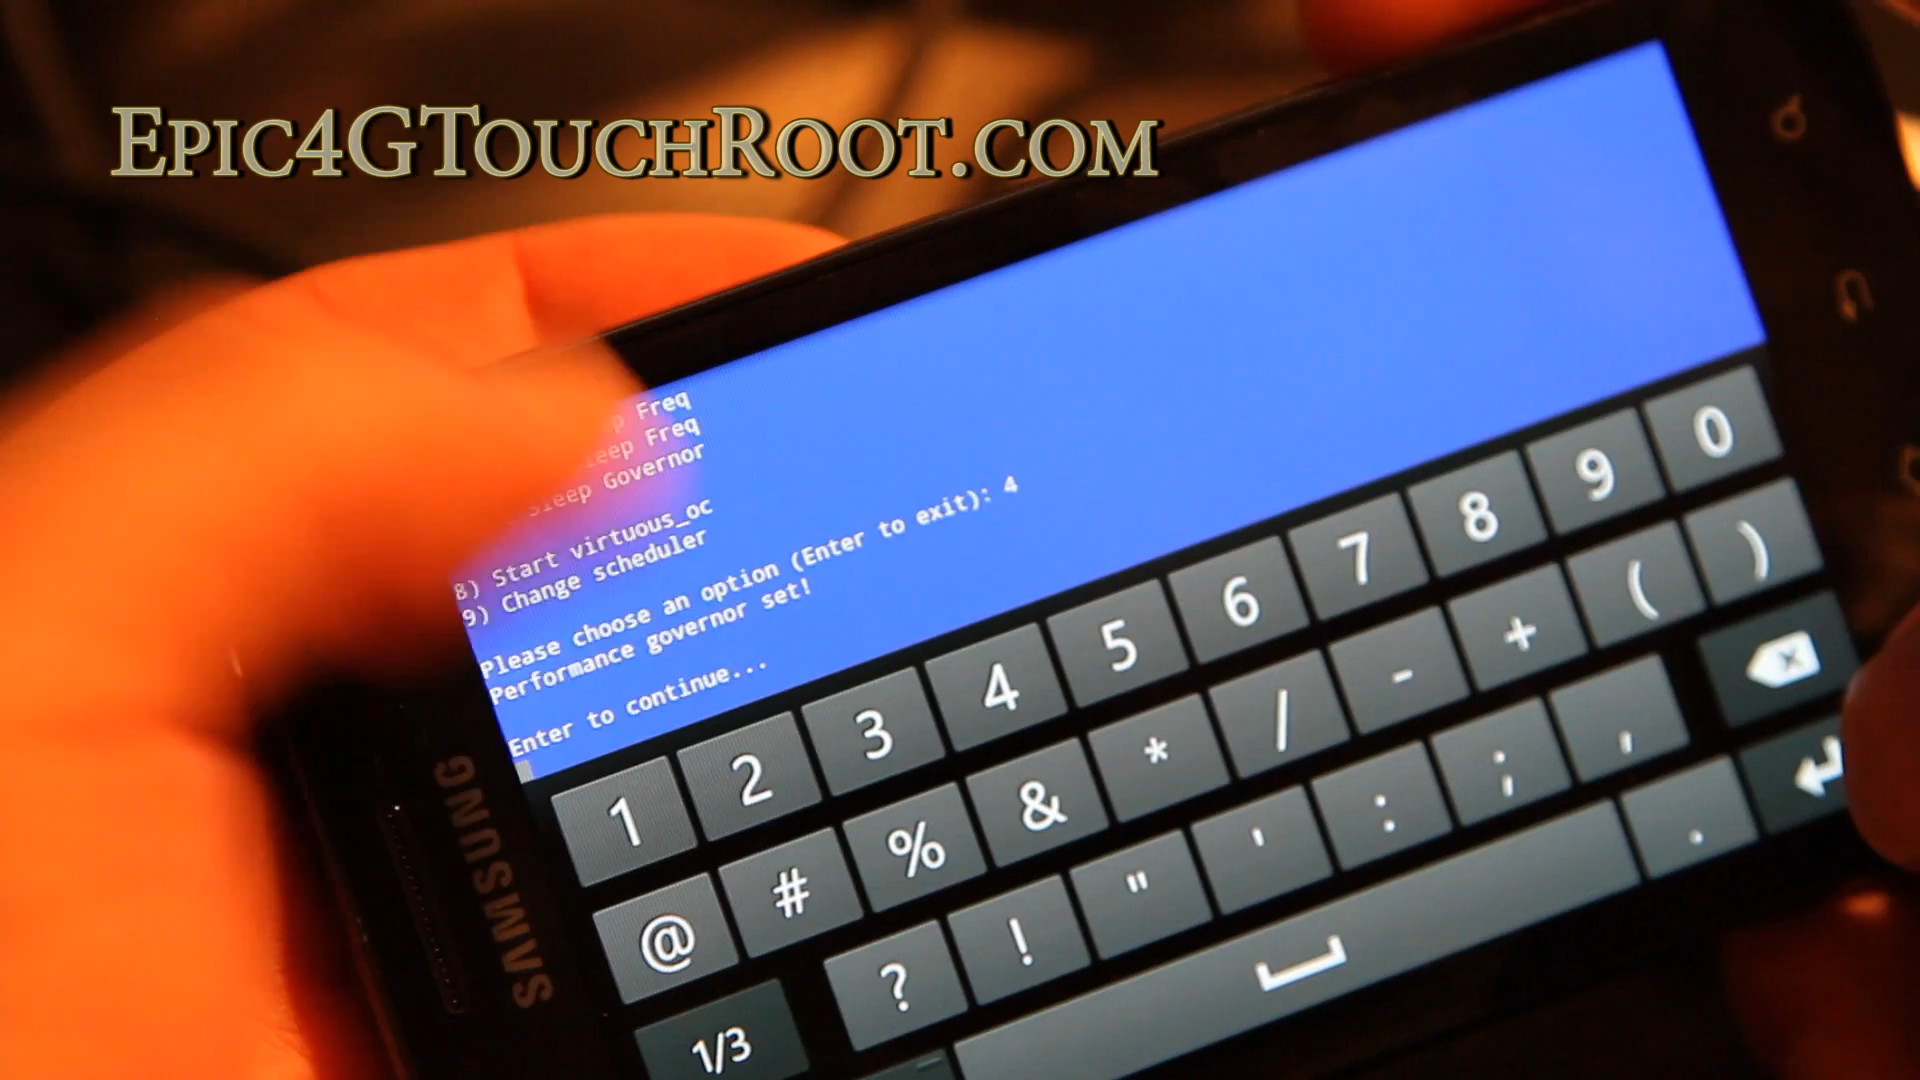 Epic4GTouchRoot.com
Freq
Sleep Freq
Sleep Governor
8) Start virtuous_oc
9) Change scheduler
Please choose an option (Enter to exit): 4
Performance governor set!
Enter to continue...
1 2 3 4 5 6 7 8 9 0
@ # % & * / - + ( )
1/3 ? ! " ' : ; ,
.
SAMSUNG